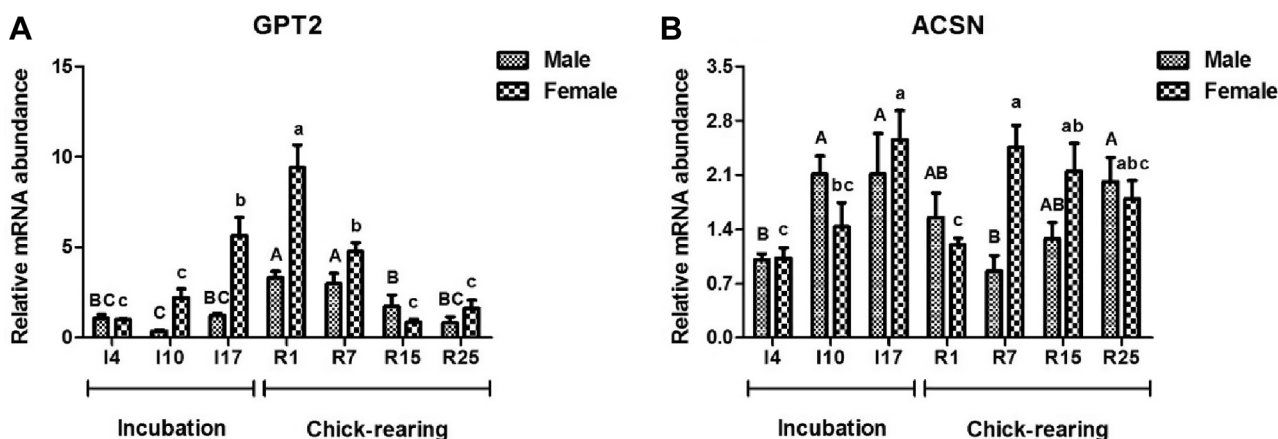 A
GPT2
Male
Female
Relative mRNA abundance
15
10
5
0
BC c
C
c
BC
b
A
a
A
b
B
c
BC
c
I4 I10 I17 R1 R7 R15 R25
Incubation Chick-rearing
B
ACSN
Male
Female
Relative mRNA abundance
3.5
2.8
2.1
1.4
0.7
0.0
B c
A
bc
A
a
AB
c
B
a
AB
ab
A
abc
I4 I10 I17 R1 R7 R15 R25
Incubation Chick-rearing